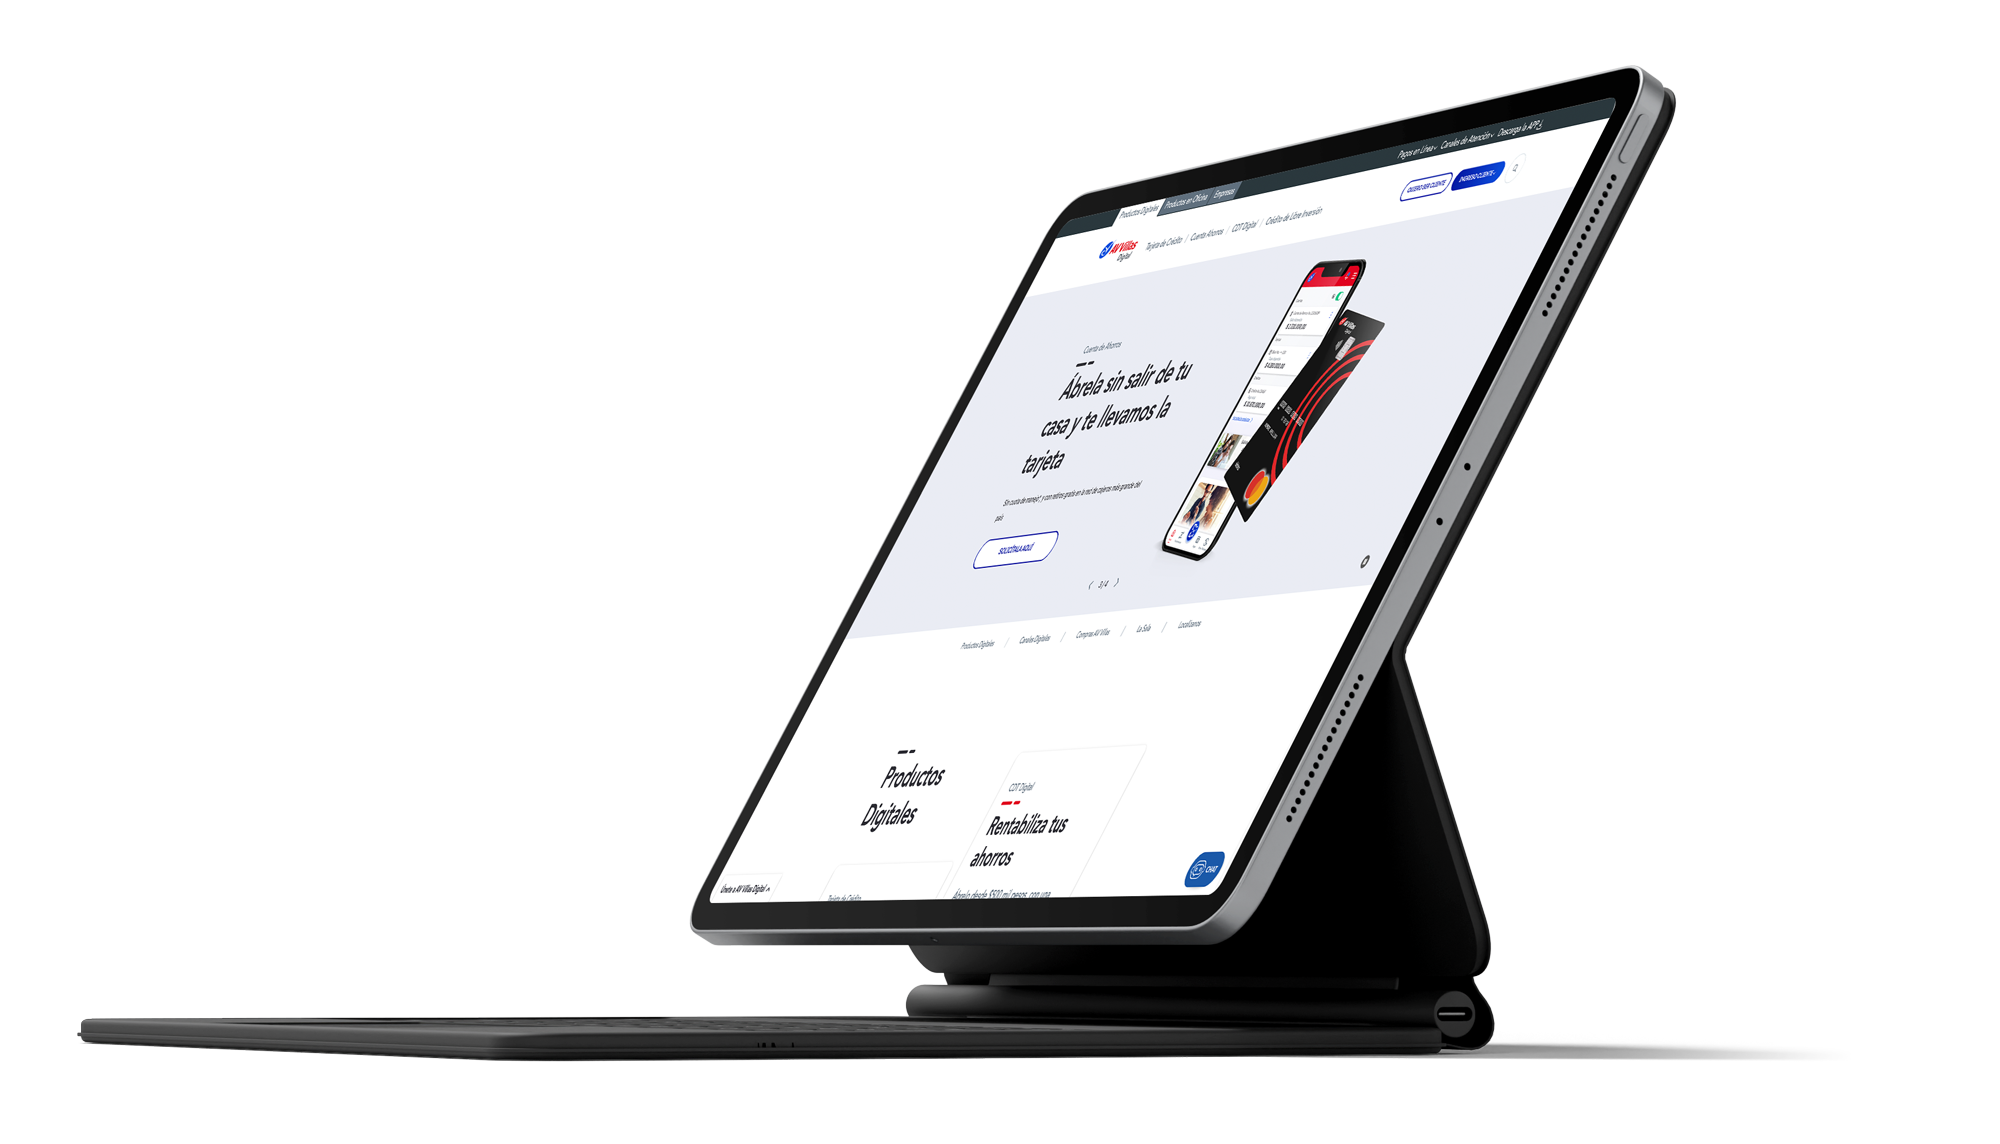 Productos Digitales Productos en Oficina Empresas
Pagos en Línea Canales de Atención Descarga la APP
AV Villas
Digital
Tarjeta de Crédito / Cuenta Ahorros / CDT Digital / Crédito de Libre Inversión
QUIERO SER CLIENTE
INGRESO CLIENTE
Cuenta de Ahorros
Ábrela sin salir de tu
casa y te llevamos la
tarjeta
Sin cuota de manejo*, y con retiros gratis en la red de cajeros más grande del
país
SOLICÍTALA AQUÍ
3/4
AV Villas
Productos Digitales / Canales Digitales / Compras AV Villas / La Sala / Localízanos
Productos
Digitales
CDT Digital
Rentabiliza tus
ahorros
Ábrelo desde $500 mil pesos, con una
Tarjeta de Crédito
Únete a AV Villas Digital
CHAT